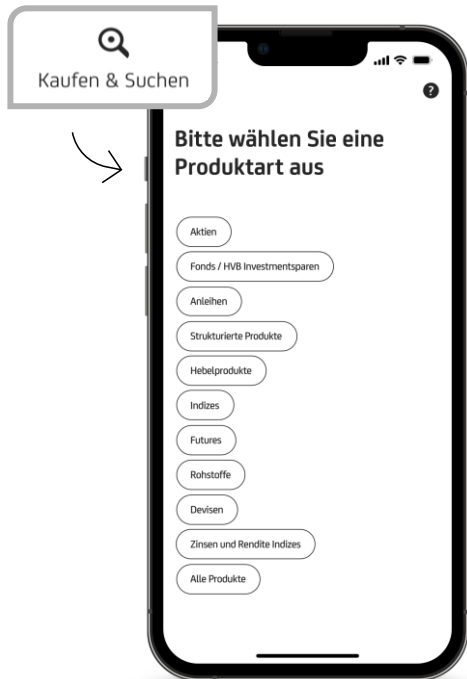 Kaufen & Suchen
Bitte wählen Sie eine
Produktart aus
Aktien
Fonds / HVB Investmentsparen
Anleihen
Strukturierte Produkte
Hebelprodukte
Indizes
Futures
Rohstoffe
Devisen
Zinsen und Rendite Indizes
Alle Produkte